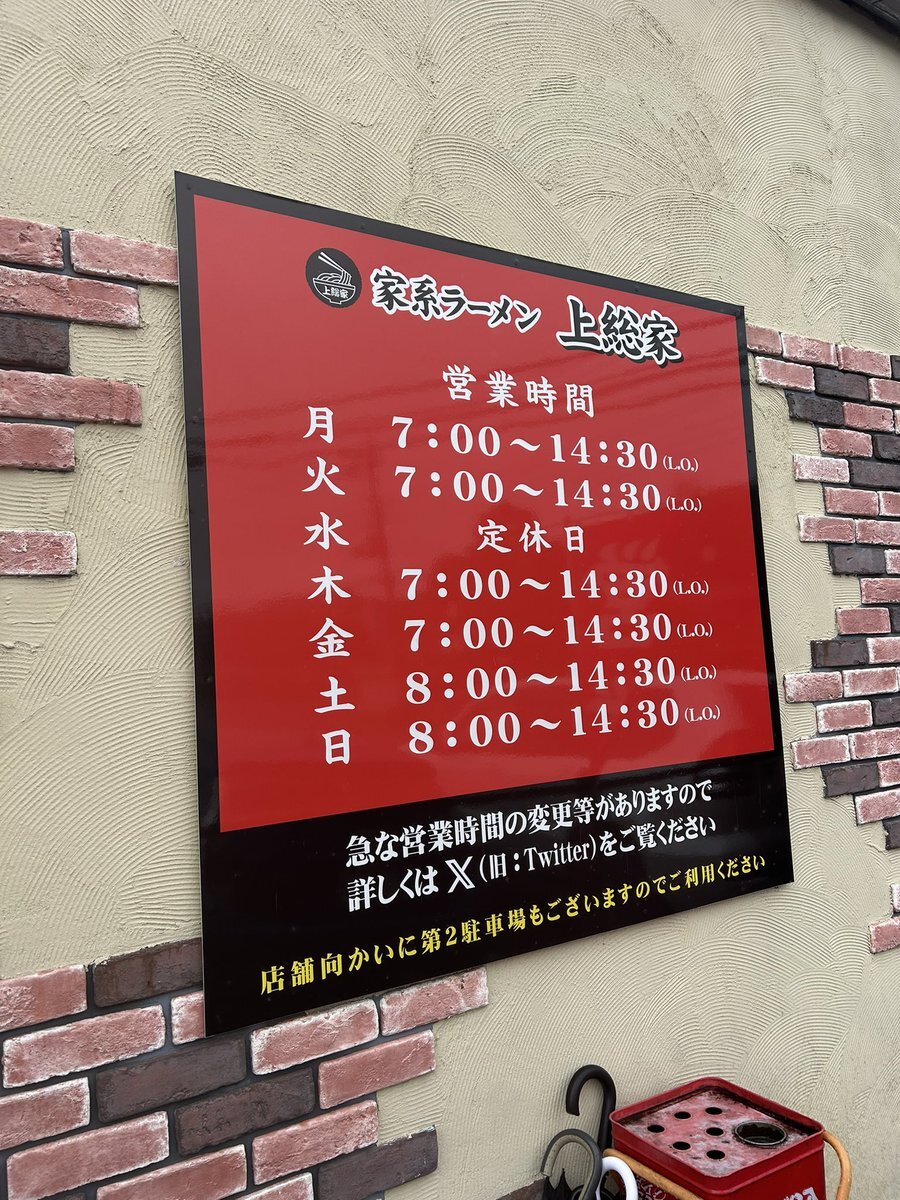 上総家
家系ラーメン 上総家
営業時間
月 7:00〜14:30(L.O.)
火 7:00〜14:30(L.O.)
水 定休日
木 7:00〜14:30(L.O.)
金 7:00〜14:30(L.O.)
土 8:00〜14:30(L.O.)
日 8:00〜14:30(L.O.)
急な営業時間の変更等がありますので
詳しくは X(旧:Twitter)をご覧ください
店舗向かいに第2駐車場もございますのでご利用ください